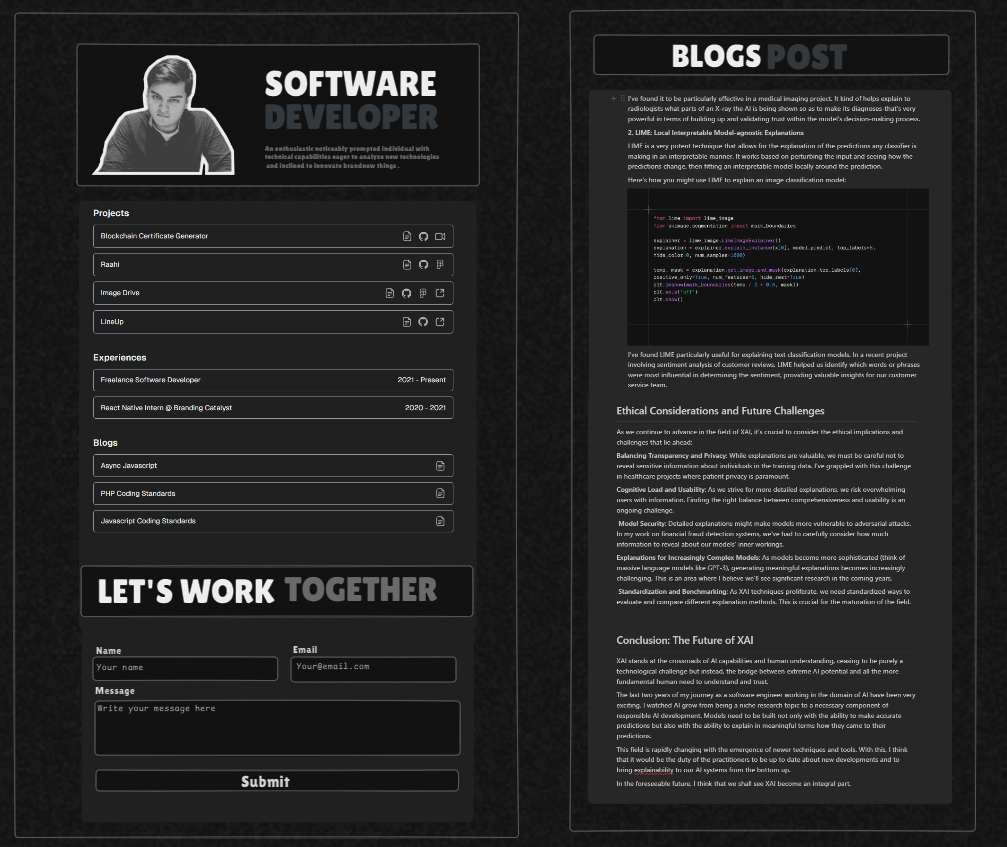 SOFTWARE
DEVELOPER
An enthusiastic noticeably prompted individual with
technical capabilities eager to analyze new technologies
and inclined to innovate brandnew things .
Projects
Blockchain Certificate Generator
Raahi
Image Drive
LineUp
Experiences
Freelance Software Developer 2021 - Present
React Native Intern @ Branding Catalyst 2020 - 2021
Blogs
Async Javascript
PHP Coding Standards
Javascript Coding Standards
LET'S WORK TOGETHER
Name Email
Your name Your@email.com
Message
Write your message here
Submit
BLOGS POST
I've found it to be particularly effective in a medical imaging project. It kind of helps explain to
radiologists what parts of an X-ray the AI is being shown so as to make its diagnoses-that's very
powerful in terms of building up and validating trust within the model's decision-making process.
2. LIME: Local Interpretable Model-agnostic Explanations
LIME is a very potent technique that allows for the explanation of the predictions any classifier is
making in an interpretable manner. It works based on perturbing the input and seeing how the
predictions change, then fitting an interpretable model locally around the prediction.
Here's how you might use LIME to explain an image classification model:
from lime import lime_image
from skimage.segmentation import mark_boundaries
explainer = lime_image.LimeImageExplainer()
explanation = explainer.explain_instance(x[0], model.predict, top_labels=5,
hide_color=0, num_samples=1000)
temp, mask = explanation.get_image_and_mask(explanation.top_labels[0],
positive_only=True, num_features=5, hide_rest=True)
plt.imshow(mark_boundaries(temp / 2 + 0.5, mask))
plt.axis('off')
plt.show()
I've found LIME particularly useful for explaining text classification models. In a recent project
involving sentiment analysis of customer reviews, LIME helped us identify which words or phrases
were most influential in determining the sentiment, providing valuable insights for our customer
service team.
Ethical Considerations and Future Challenges
As we continue to advance in the field of XAI, it's crucial to consider the ethical implications and
challenges that lie ahead:
Balancing Transparency and Privacy: While explanations are valuable, we must be careful not to
reveal sensitive information about individuals in the training data. I've grappled with this challenge
in healthcare projects where patient privacy is paramount.
Cognitive Load and Usability: As we strive for more detailed explanations, we risk overwhelming
users with information. Finding the right balance between comprehensiveness and usability is an
ongoing challenge.
Model Security: Detailed explanations might make models more vulnerable to adversarial attacks.
In my work on financial fraud detection systems, we've had to carefully consider how much
information to reveal about our models' inner workings.
Explanations for Increasingly Complex Models: As models become more sophisticated (think of
massive language models like GPT-3), generating meaningful explanations becomes increasingly
challenging. This is an area where I believe we'll see significant research in the coming years.
Standardization and Benchmarking: As XAI techniques proliferate, we need standardized ways to
evaluate and compare different explanation methods. This is crucial for the maturation of the field.
Conclusion: The Future of XAI
XAI stands at the crossroads of AI capabilities and human understanding, ceasing to be purely a
technological challenge but instead, the bridge between extreme AI potential and all the more
fundamental human need to understand and trust.
The last two years of my journey as a software engineer working in the domain of AI have been very
exciting. I watched AI grow from being a niche research topic to a necessary component of
responsible AI development. Models need to be built not only with the ability to make accurate
predictions but also with the ability to explain in meaningful terms how they came to their
predictions.
This field is rapidly changing with the emergence of newer techniques and tools. With this, I think
that it would be the duty of the practitioners to be up to date about new developments and to
bring explainability to our AI systems from the bottom up.
In the foreseeable future, I think that we shall see XAI become an integral part.